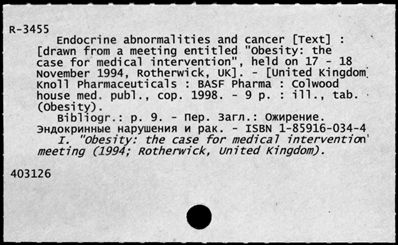 R-3455
Endocrine abnormalities and cancer [Text] :
[drawn from a meeting entitled "Obesity: the
case for medical intervention", held on 17 - 18
November 1994, Rotherwick, UK]. - [United Kingdom
Knoll Pharmaceuticals : BASF Pharma : Colwood
house med. publ., cop. 1998. - 9 p. : ill., tab. -
(Obesity).
Bibliogr.: p. 9. - Пер. Загл.: Ожирение.
Эндокринные нарушения и рак. - ISBN 1-85916-034-4
I. "Obesity: the case for medical intervention"
meeting (1994; Rotherwick, United Kingdom).
403126